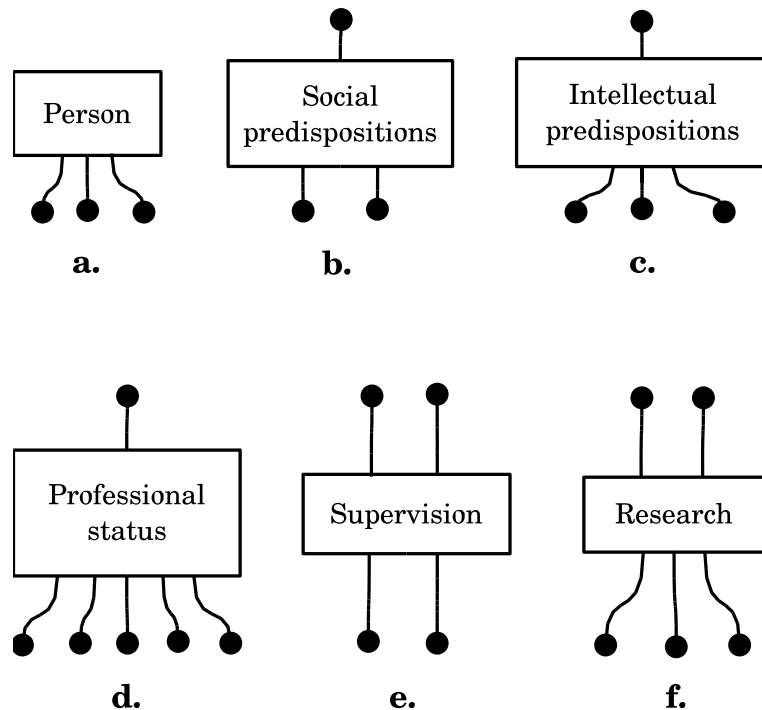 Person
Social
predispositions
Intellectual
predispositions
a.
b.
c.
Professional
status
Supervision
Research
d.
e.
f.